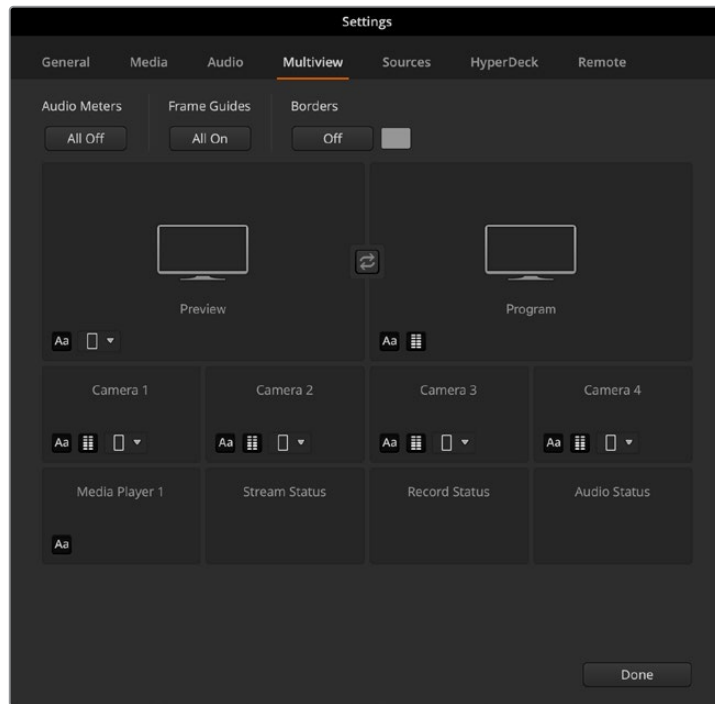 Settings
General Media Audio Multiview Sources HyperDeck Remote
Audio Meters Frame Guides Borders
All Off All On Off
Preview Program
Aa Aa
Camera 1 Camera 2 Camera 3 Camera 4
Aa Aa Aa Aa
Media Player 1 Stream Status Record Status Audio Status
Aa
Done